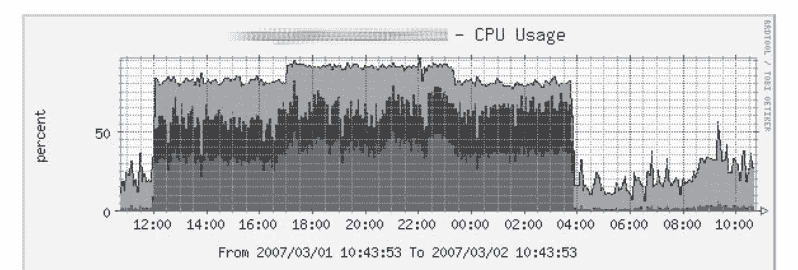 - CPU Usage
RRDTOOL / TOBI OETIKER
percent
50
0
12:00 14:00 16:00 18:00 20:00 22:00 00:00 02:00 04:00 06:00 08:00 10:00
From 2007/03/01 10:43:53 To 2007/03/02 10:43:53